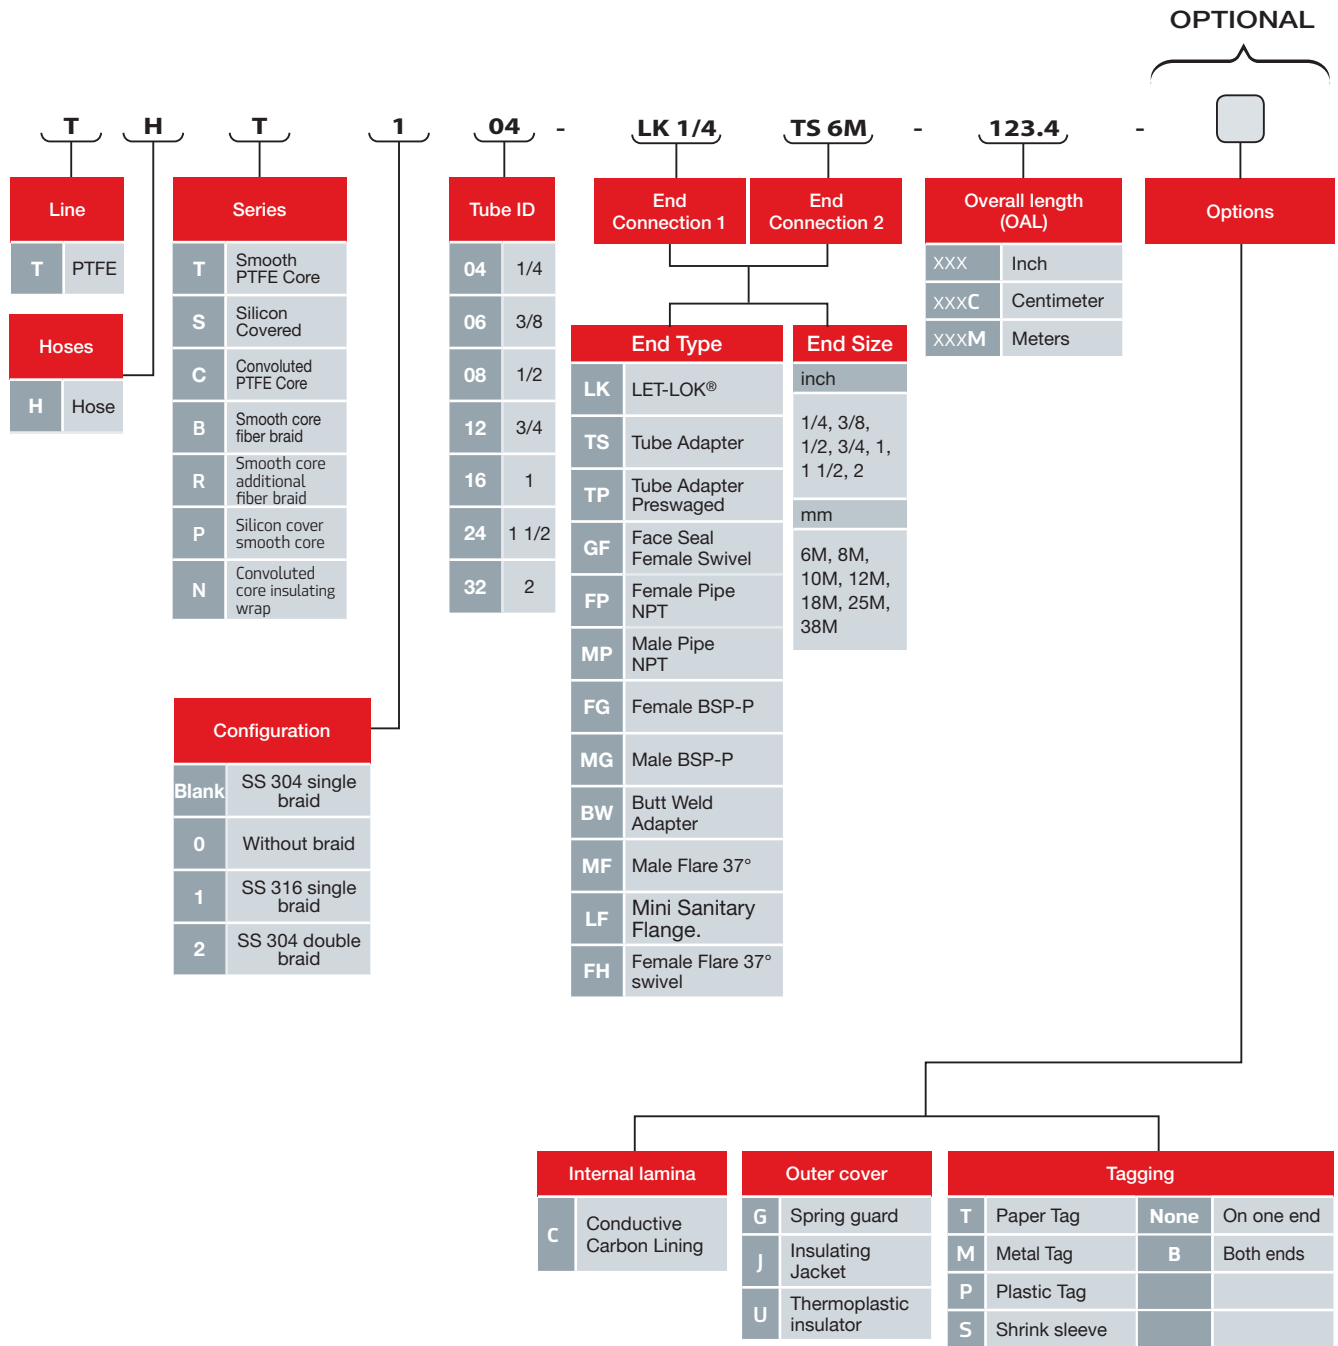 OPTIONAL
T H T 1 04 - LK 1/4 TS 6M - 123.4 -
Line
T PTFE
Hoses
H Hose
Series
T Smooth
PTFE Core
S Silicon
Covered
C Convoluted
PTFE Core
B Smooth core
fiber braid
R Smooth core
additional
fiber braid
P Silicon cover
smooth core
N Convoluted
core insulating
wrap
Configuration
Blank SS 304 single
braid
0 Without braid
1 SS 316 single
braid
2 SS 304 double
braid
Tube ID
04 1/4
06 3/8
08 1/2
12 3/4
16 1
24 1 1/2
32 2
End
Connection 1
End
Connection 2
End Type
LK LET-LOK®
TS Tube Adapter
TP Tube Adapter
Preswaged
GF Face Seal
Female Swivel
FP Female Pipe
NPT
MP Male Pipe
NPT
FG Female BSP-P
MG Male BSP-P
BW Butt Weld
Adapter
MF Male Flare 37°
LF Mini Sanitary
Flange.
FH Female Flare 37°
swivel
End Size
inch
1/4, 3/8,
1/2, 3/4, 1,
1 1/2, 2
mm
6M, 8M,
10M, 12M,
18M, 25M,
38M
Overall length
(OAL)
XXX Inch
XXXC Centimeter
XXXM Meters
Options
Internal lamina
C Conductive
Carbon Lining
Outer cover
G Spring guard
J Insulating
Jacket
U Thermoplastic
insulator
Tagging
T Paper Tag None On one end
M Metal Tag B Both ends
P Plastic Tag
S Shrink sleeve